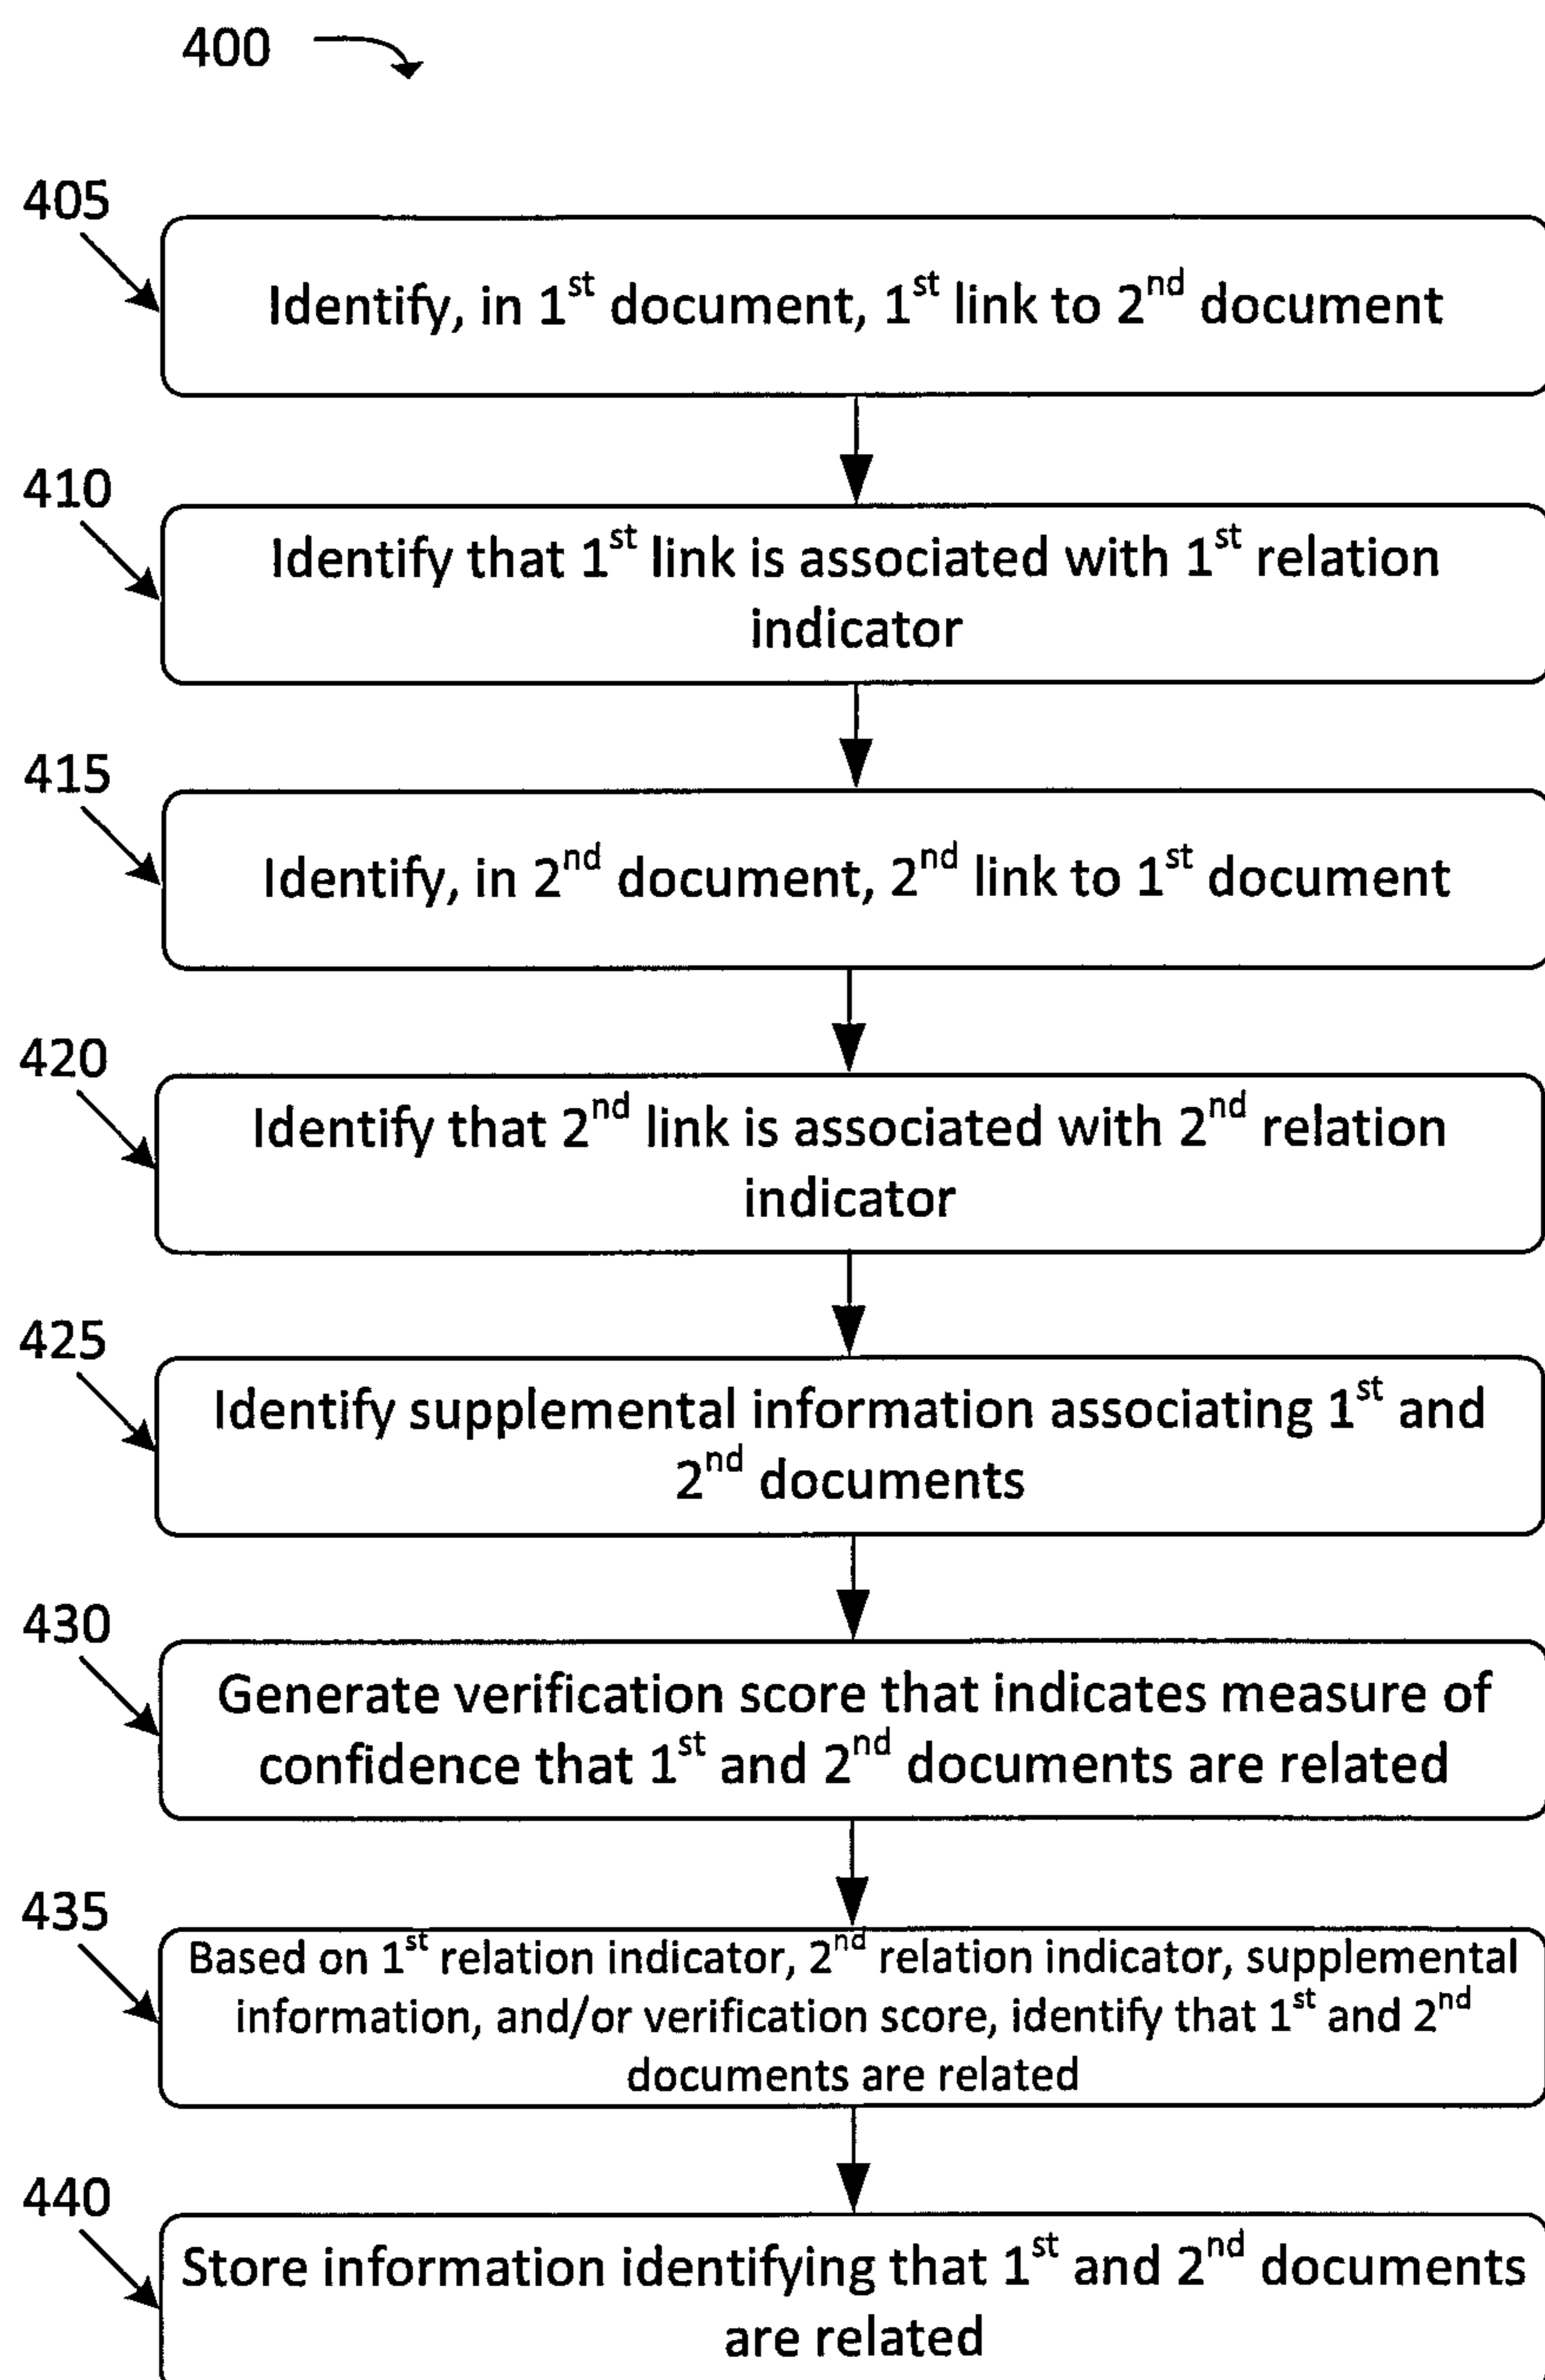 400
405
Identify, in 1st document, 1st link to 2nd document
410
Identify that 1st link is associated with 1st relation
indicator
415
Identify, in 2nd document, 2nd link to 1st document
420
Identify that 2nd link is associated with 2nd relation
indicator
425
Identify supplemental information associating 1st and
2nd documents
430
Generate verification score that indicates measure of
confidence that 1st and 2nd documents are related
435
Based on 1st relation indicator, 2nd relation indicator, supplemental
information, and/or verification score, identify that 1st and 2nd
documents are related
440
Store information identifying that 1st and 2nd documents
are related